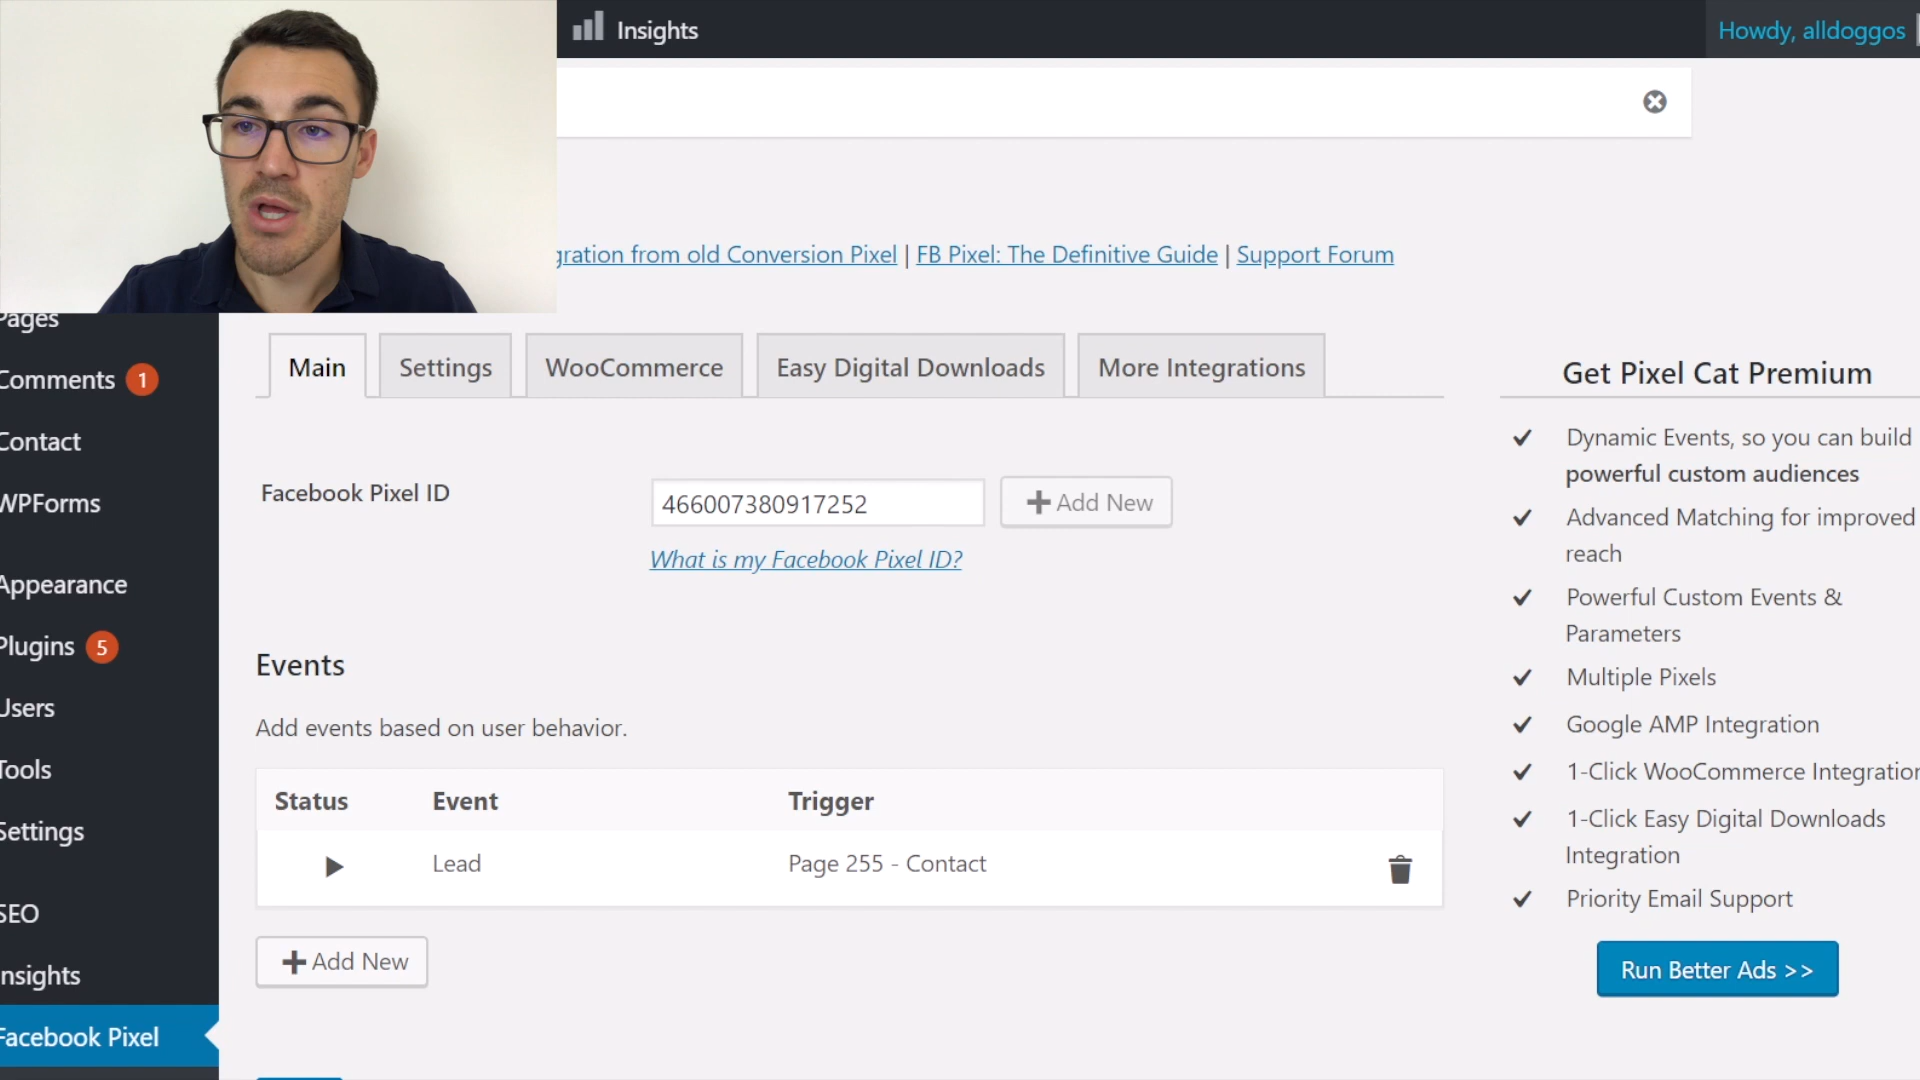 Insights
Howdy, alldoggos
gration from old Conversion Pixel | FB Pixel: The Definitive Guide | Support Forum
Pages
Comments 1
Contact
WPForms
Appearance
Plugins 5
Users
Tools
Settings
SEO
Insights
Facebook Pixel
Main
Settings
WooCommerce
Easy Digital Downloads
More Integrations
Facebook Pixel ID
466007380917252
Add New
What is my Facebook Pixel ID?
Events
Add events based on user behavior.
Status Event Trigger
Lead Page 255 - Contact
Add New
Get Pixel Cat Premium
Dynamic Events, so you can build
powerful custom audiences
Advanced Matching for improved
reach
Powerful Custom Events &
Parameters
Multiple Pixels
Google AMP Integration
1-Click WooCommerce Integration
1-Click Easy Digital Downloads
Integration
Priority Email Support
Run Better Ads >>